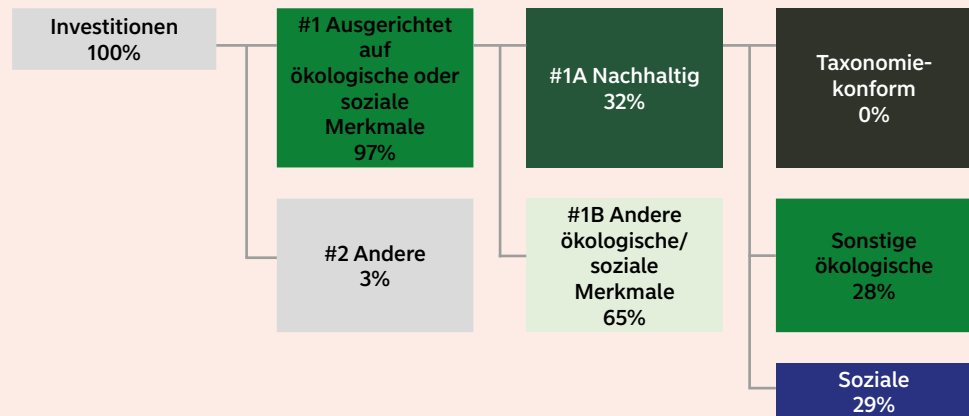 Investitionen
100%
#1 Ausgerichtet
auf
ökologische oder
soziale
Merkmale
97%
#1A Nachhaltig
32%
Taxonomie-
konform
0%
#2 Andere
3%
#1B Andere
ökologische/
soziale
Merkmale
65%
Sonstige
ökologische
28%
Soziale
29%